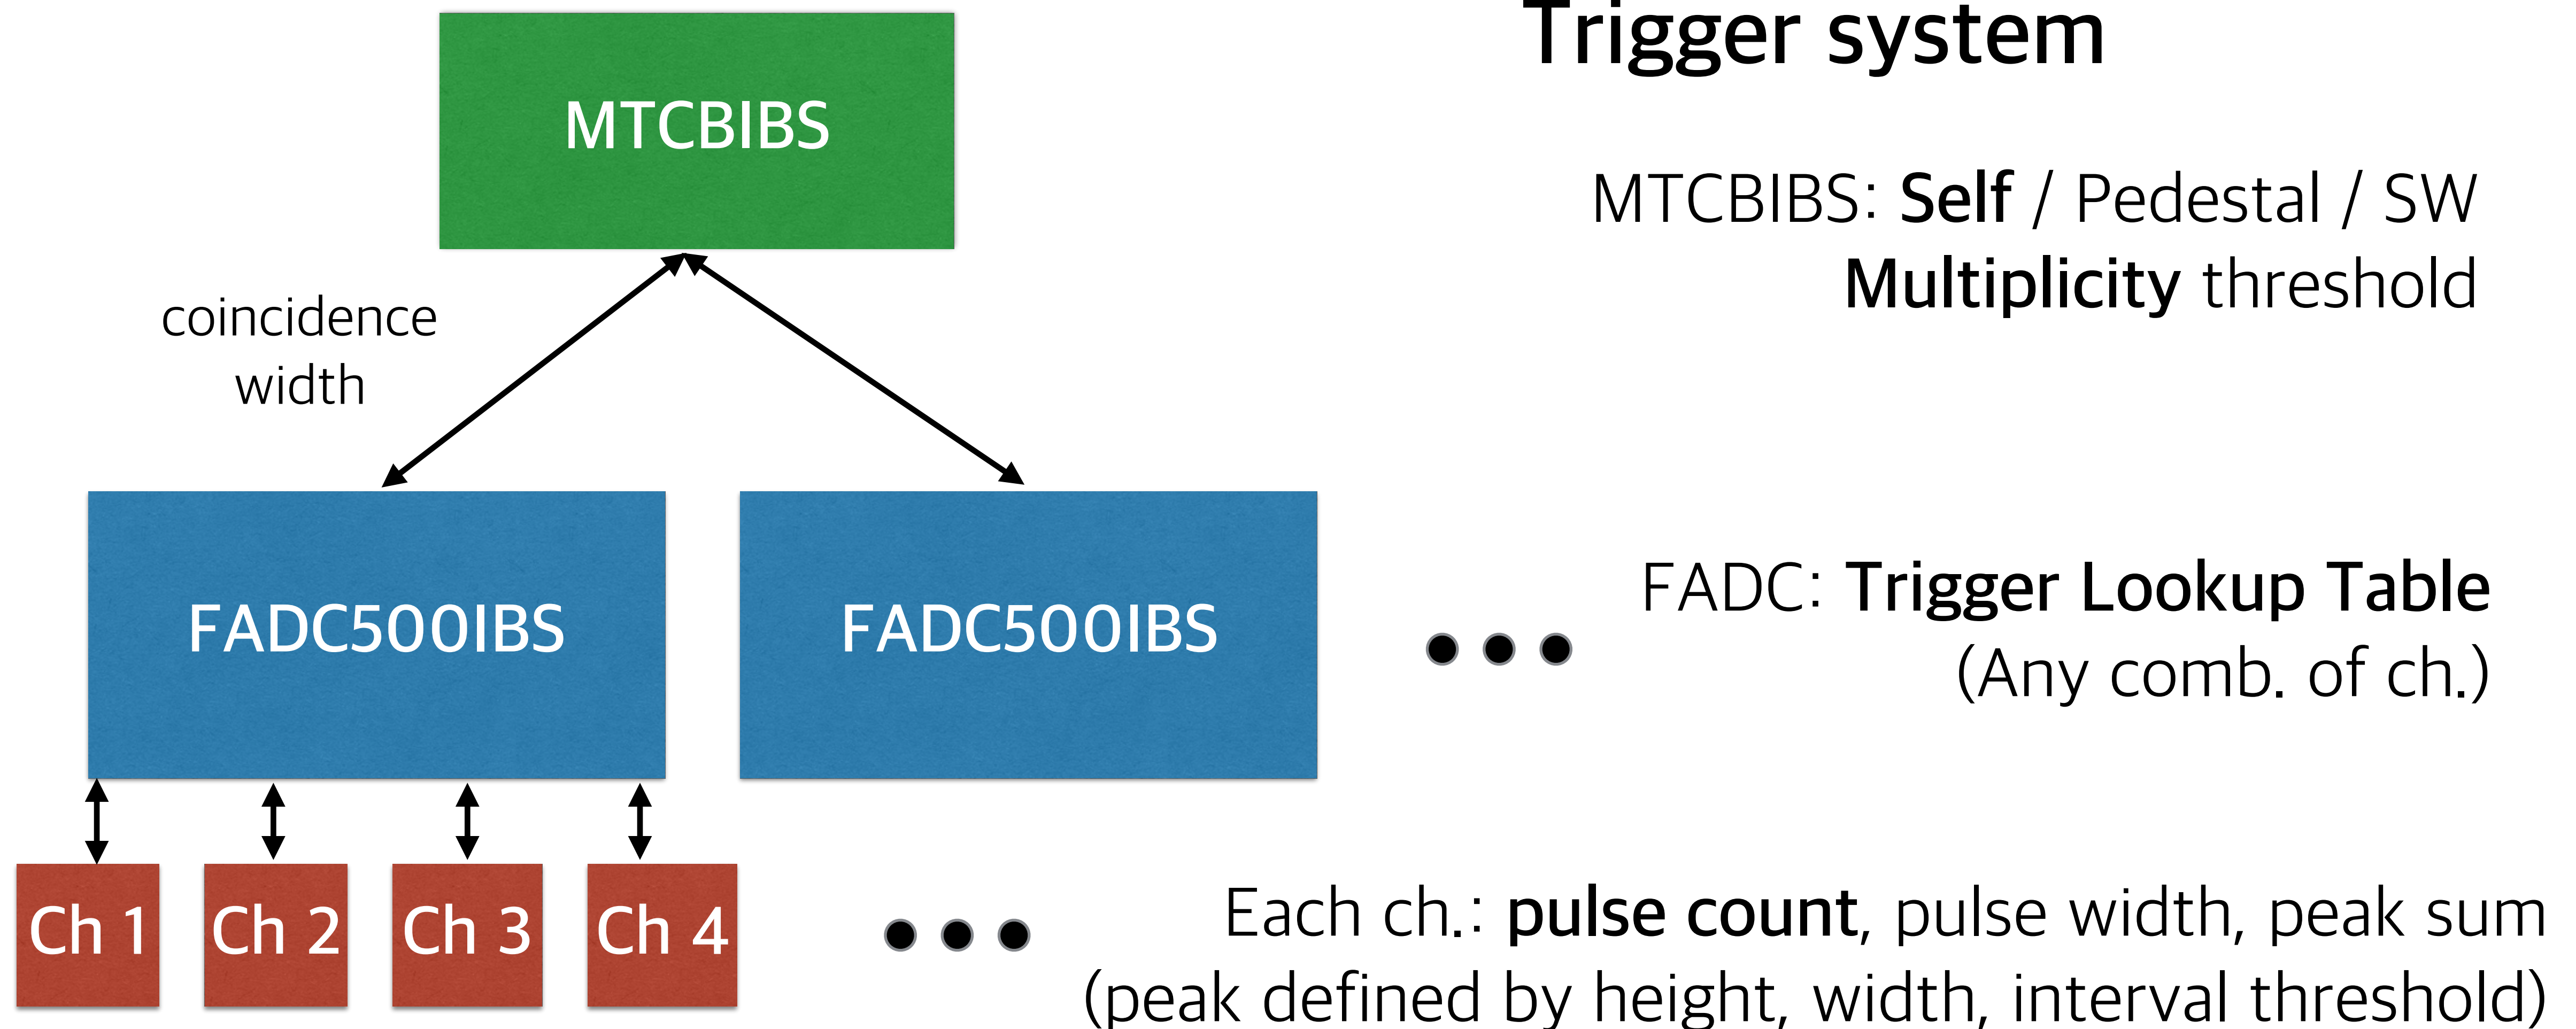 Trigger system
MTCBIBS
MTCBIBS: Self / Pedestal / SW
Multiplicity threshold
coincidence
width
FADC500IBS
FADC500IBS
FADC: Trigger Lookup Table
(Any comb. of ch.)
Ch 1
Ch 2
Ch 3
Ch 4
Each ch.: pulse count, pulse width, peak sum
(peak defined by height, width, interval threshold)